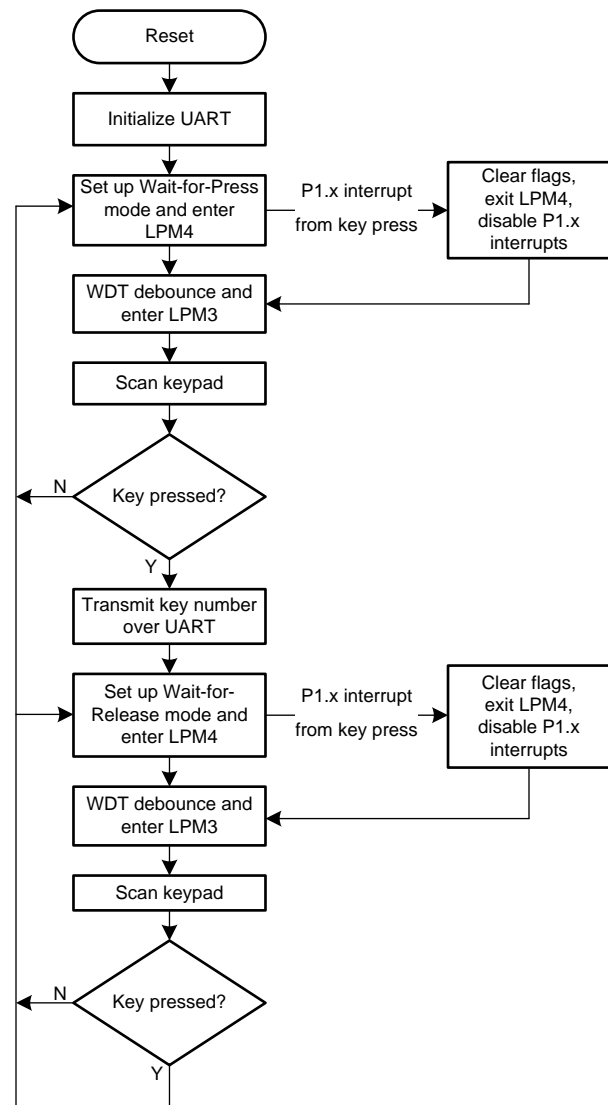 Reset
Initialize UART
Set up Wait-for-Press
mode and enter
LPM4
P1.x interrupt
from key press
Clear flags,
exit LPM4,
disable P1.x
interrupts
WDT debounce and
enter LPM3
Scan keypad
N
Key pressed?
Y
Transmit key number
over UART
Set up Wait-for-
Release mode and
enter LPM4
P1.x interrupt
from key press
Clear flags,
exit LPM4,
disable P1.x
interrupts
WDT debounce and
enter LPM3
Scan keypad
N
Key pressed?
Y